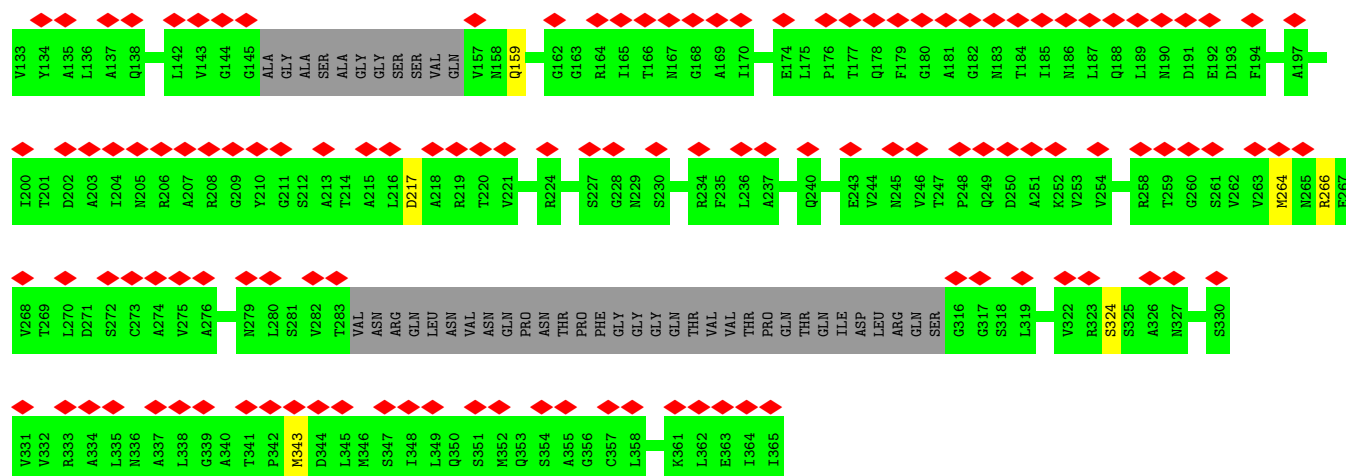 V133 Y134 A135 L136 A137 Q138 L142 V143 G144 G145 ALA GLY ALA SER ALA GLY GLY SER SER VAL GLN V157 N158 Q159 G162 G163 R164 I165 T166 N167 G168 A169 I170 E174 L175 P176 T177 Q178 F179 G180 A181 G182 N183 T184 I185 N186 L187 Q188 L189 N190 D191 E192 D193 F194 A197
I200 T201 D202 A203 I204 N205 R206 A207 R208 G209 Y210 G211 S212 A213 T214 A215 L216 D217 A218 R219 T220 V221 R224 S227 G228 N229 S230 R234 F235 L236 A237 Q240 E243 V244 N245 V246 T247 P248 Q249 D250 A251 K252 V253 V254 R258 T259 G260 S261 V262 V263 M264 N265 R266 F267
V268 T269 L270 D271 S272 C273 A274 V275 A276 N279 L280 S281 V282 T283 VAL ASN ARG GLN LEU ASN VAL ASN GLN PRO ASN THR PRO PHE GLY GLY GLY GLN THR VAL VAL THR PRO GLN THR GLN ILE ASP LEU ARG GLN SER G316 G317 S318 L319 V322 R323 S324 S325 A326 N327 S330
V331 V332 R333 A334 L335 N336 A337 L338 G339 A340 T341 P342 M343 D344 L345 M346 S347 I348 L349 Q350 S351 M352 Q353 S354 A355 G356 C357 L358 K361 L362 E363 I364 I365